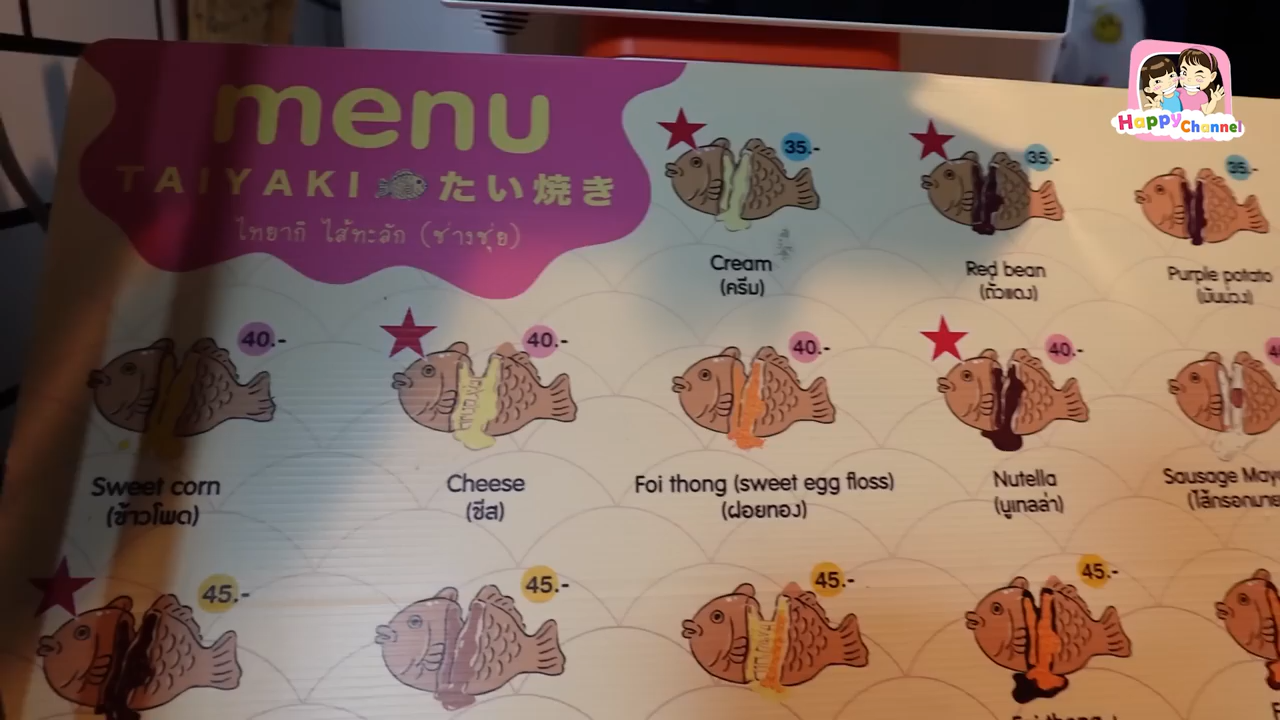 menu
TAIYAKI たい焼き
ไทยากิ ไส้ทะลัก (ช่างชุ่ย)
Happy Channel
35.-
35.-
35.-
Cream
(ครีม)
Red bean
(ถั่วแดง)
Purple potato
(มันม่วง)
40.-
40.-
40.-
40.-
Sweet corn
(ข้าวโพด)
Cheese
(ชีส)
Foi thong (sweet egg floss)
(ฝอยทอง)
Nutella
(นูเทลล่า)
Sausage
45.-
45.-
45.-
45.-